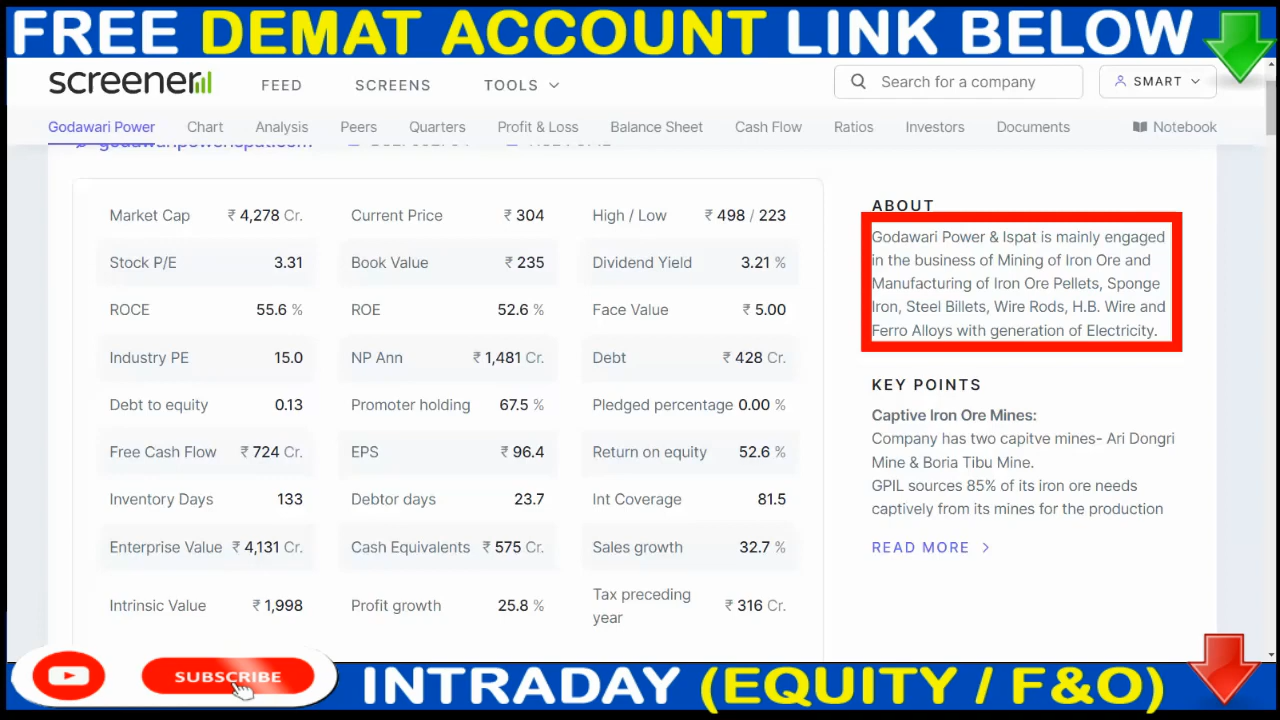 FREE DEMAT ACCOUNT LINK BELOW
screener
FEED SCREENS TOOLS
Search for a company
SMART
Godawari Power Chart Analysis Peers Quarters Profit & Loss Balance Sheet Cash Flow Ratios Investors Documents Notebook
Market Cap ₹ 4,278 Cr. Current Price ₹ 304 High / Low ₹ 498 / 223
Stock P/E 3.31 Book Value ₹ 235 Dividend Yield 3.21 %
ROCE 55.6 % ROE 52.6 % Face Value ₹ 5.00
Industry PE 15.0 NP Ann ₹ 1,481 Cr. Debt ₹ 428 Cr.
Debt to equity 0.13 Promoter holding 67.5 % Pledged percentage 0.00 %
Free Cash Flow ₹ 724 Cr. EPS ₹ 96.4 Return on equity 52.6 %
Inventory Days 133 Debtor days 23.7 Int Coverage 81.5
Enterprise Value ₹ 4,131 Cr. Cash Equivalents ₹ 575 Cr. Sales growth 32.7 %
Intrinsic Value ₹ 1,998 Profit growth 25.8 % Tax preceding year ₹ 316 Cr.
ABOUT
Godawari Power & Ispat is mainly engaged
in the business of Mining of Iron Ore and
Manufacturing of Iron Ore Pellets, Sponge
Iron, Steel Billets, Wire Rods, H.B. Wire and
Ferro Alloys with generation of Electricity.
KEY POINTS
Captive Iron Ore Mines:
Company has two capitve mines- Ari Dongri
Mine & Boria Tibu Mine.
GPIL sources 85% of its iron ore needs
captively from its mines for the production
READ MORE
SUBSCRIBE
INTRADAY (EQUITY / F&O)